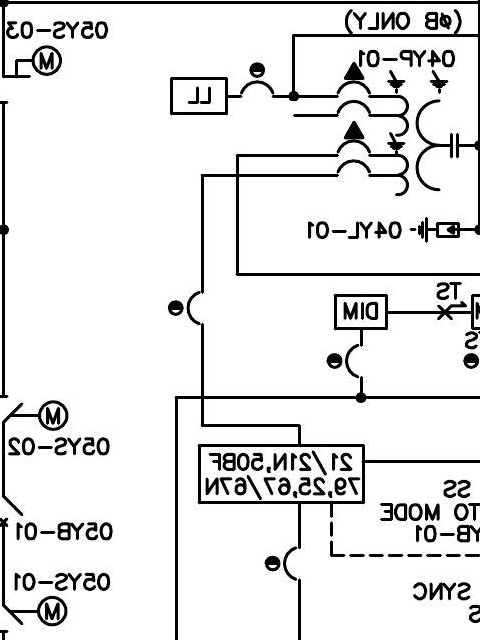 (ØB ONLY)
05YS-03
M
04YP-01
LL
04YL-01
TS
DIM
M
05YS-02
21/21N,50BF
79,25,67/67N
SS
TO MODE
YB-01
05YB-01
05YS-01
M
SYNC
S